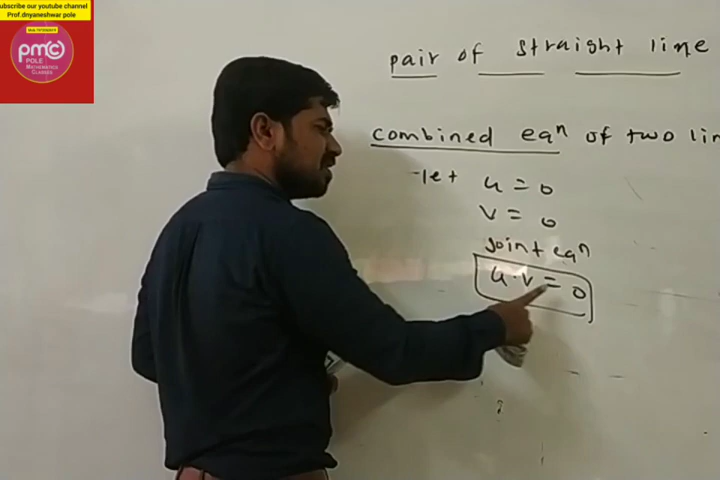 subscribe our youtube channel
Prof.dnyaneshwar pole
pmc
POLE
MATHEMATICS
CLASSES
pair of straight line
combined eqn of two lin
let u = 0
v = 0
joint eqn
u.v = 0